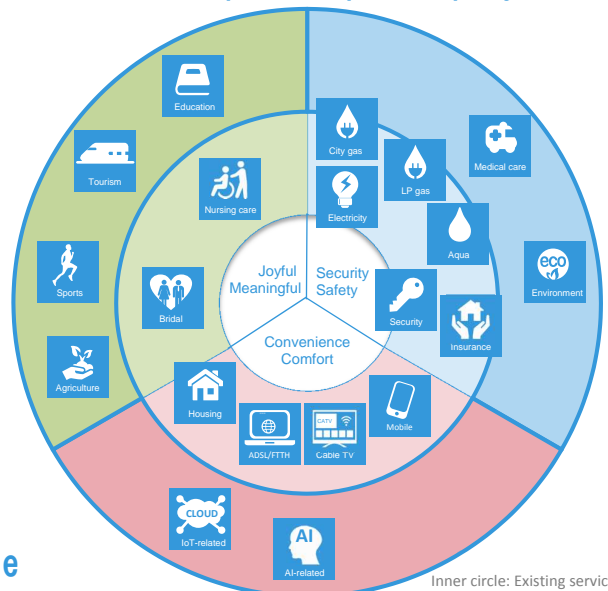 Education
City gas
Medical care
Tourism
LP gas
Nursing care
Electricity
Aqua
eco
Environment
Joyful
Meaningful
Security
Safety
Sports
Bridal
Security
Insurance
Convenience
Comfort
Agriculture
Housing
CATV
Mobile
ADSL/FTTH
Cable TV
CLOUD
IoT-related
AI
AI-related
e
Inner circle: Existing servic